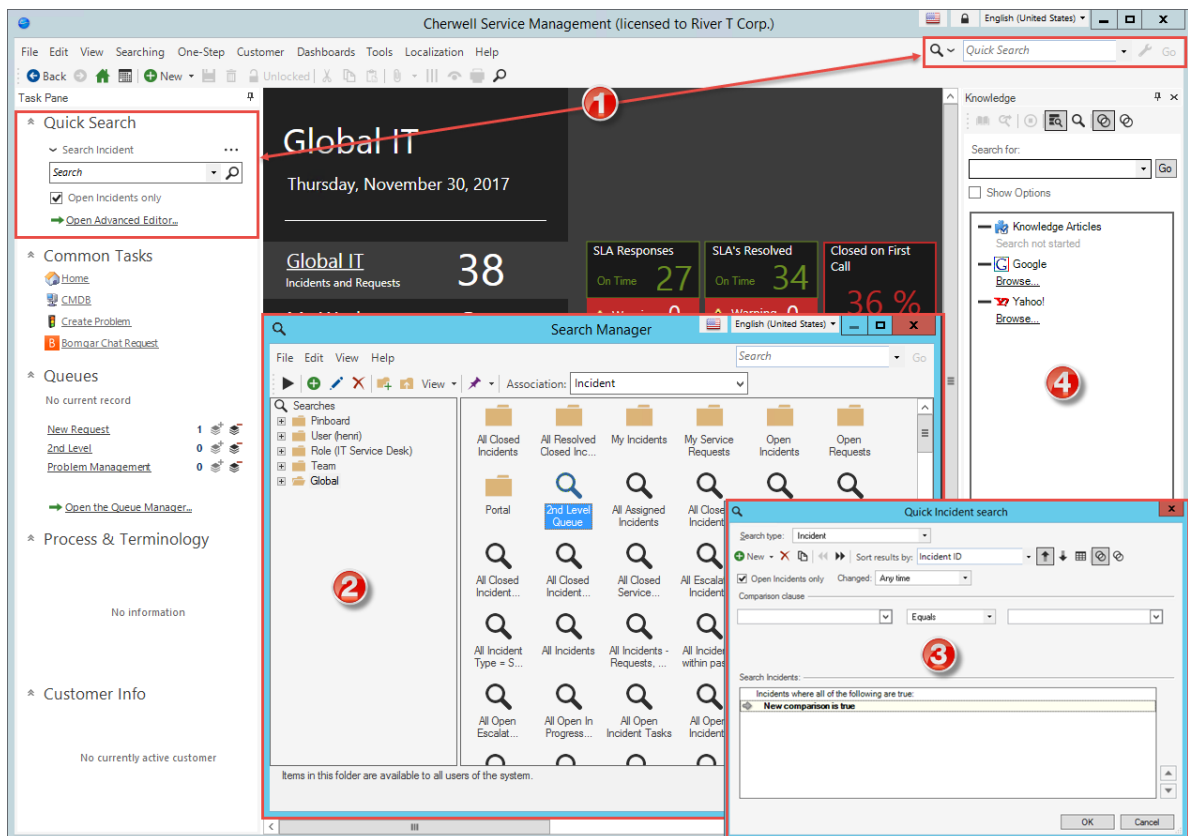 Cherwell Service Management (licensed to River T Corp.)
English (United States)
File Edit View Searching One-Step Customer Dashboards Tools Localization Help
Quick Search
Go
Back
New
Unlocked
Task Pane
Quick Search
Search Incident
Search
Open Incidents only
Open Advanced Editor...
Common Tasks
Home
CMDB
Create Problem
B Bomgar Chat Request
Queues
No current record
New Request 1
2nd Level 0
Problem Management 0
Open the Queue Manager...
Process & Terminology
No information
Customer Info
No currently active customer
1
Global IT
Thursday, November 30, 2017
Global IT
Incidents and Requests
38
SLA Responses
On Time 27
SLA's Resolved
On Time 34
Closed on First
Call
36 %
Knowledge
Search for:
Go
Show Options
Knowledge Articles
Search not started
G Google
Browse...
Yahoo!
Browse...
4
Search Manager
English (United States)
File Edit View Help
Search
Go
View
Association: Incident
Searches
Pinboard
User (henri)
Role (IT Service Desk)
Team
Global
2
All Closed
Incidents
All Resolved
Closed Inc...
My Incidents
My Service
Requests
Open
Incidents
Open
Requests
Portal
2nd Level
Queue
All Assigned
Incidents
All Close
Incident
All Closed
Incident...
All Closed
Incident...
All Closed
Service...
All Escala
Incident
All Incident
Type = S...
All Incidents
All Incidents -
Requests, ...
All Incider
within pas
All Open
Escalat...
All Open In
Progress...
All Open
Incident Tasks
All Oper
Incident
Items in this folder are available to all users of the system.
Quick Incident search
Search type: Incident
New
Sort results by: Incident ID
Open Incidents only
Changed: Any time
Comparison clause
Equals
3
Search Incidents:
Incidents where all of the following are true:
New comparison is true
OK
Cancel